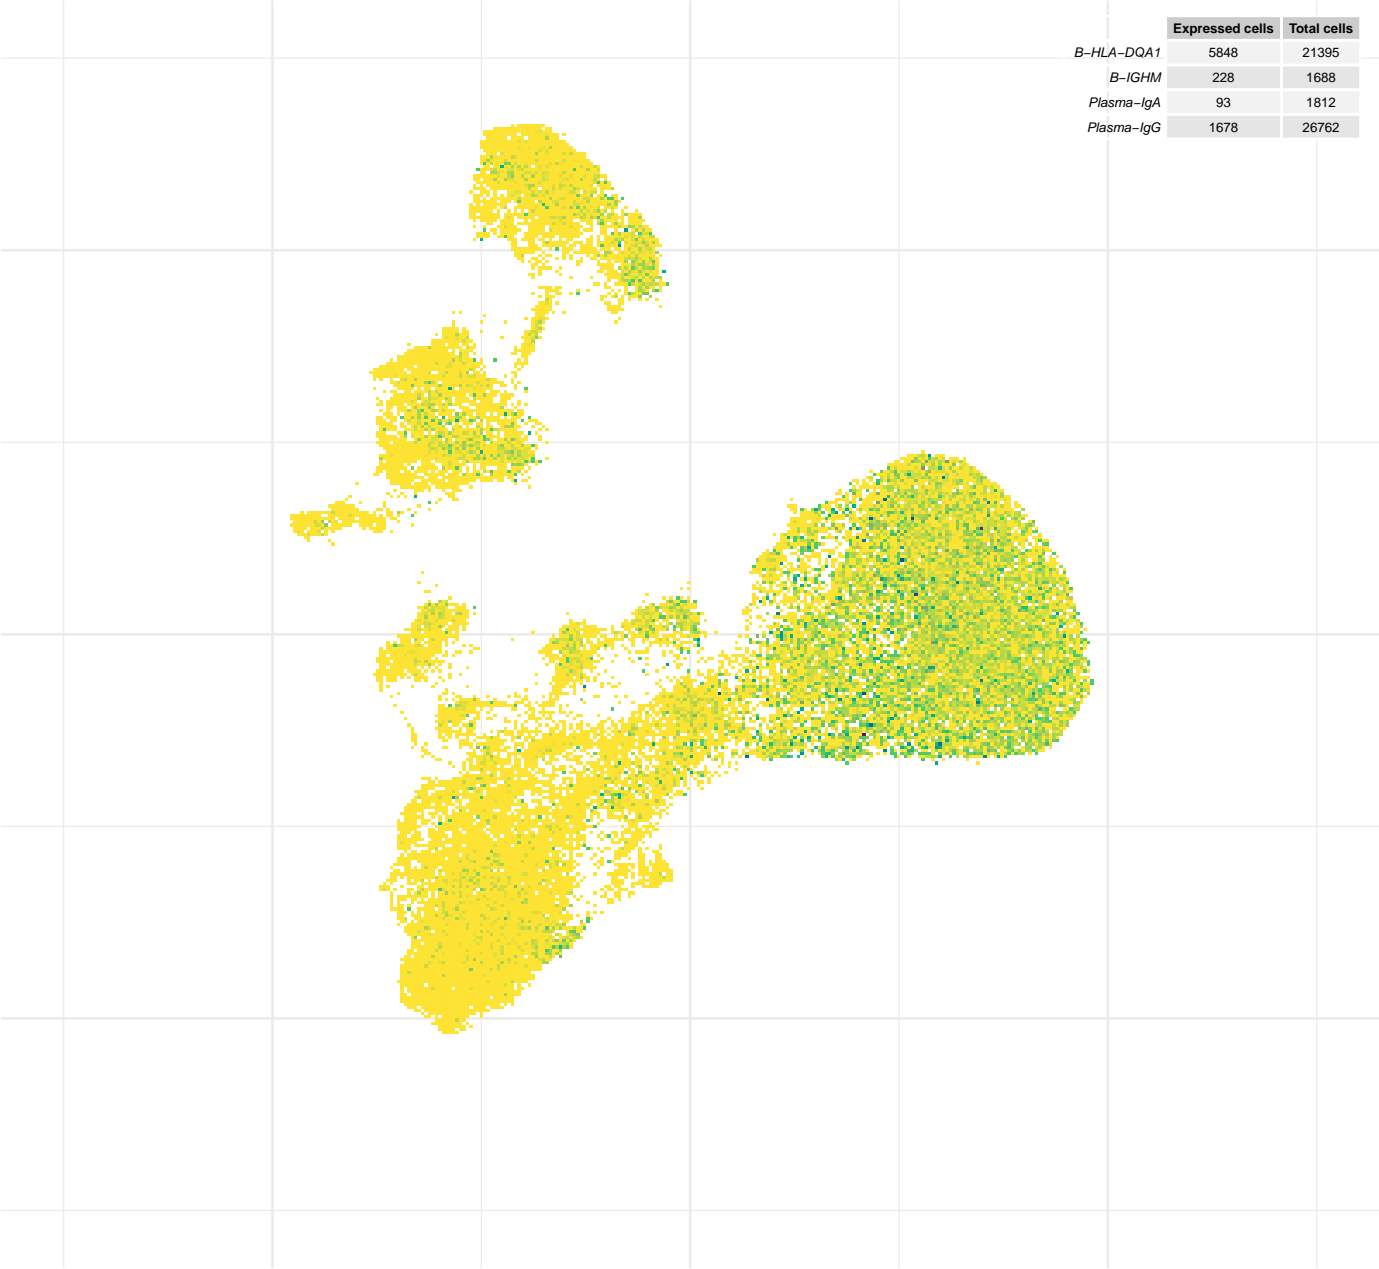 Expressed cells Total cells
B−HLA−DQA1 5848 21395
B−IGHM 228 1688
Plasma−IgA 93 1812
Plasma−IgG 1678 26762